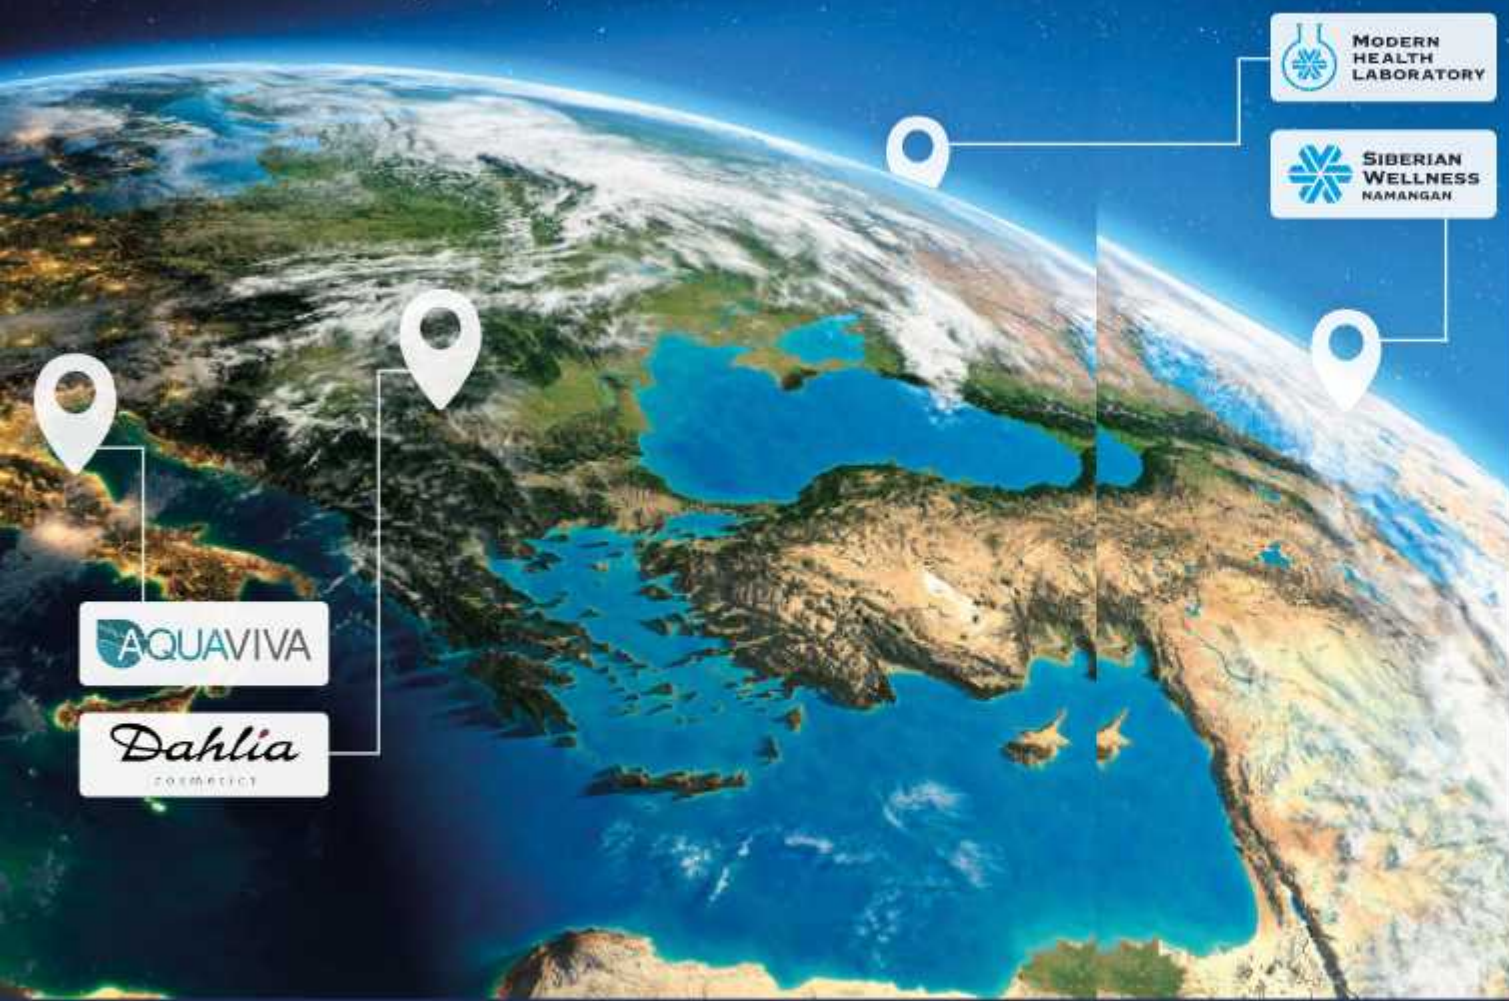 MODERN
HEALTH
LABORATORY
SIBERIAN
WELLNESS
NAMANGAN
AQUAVIVA
Dahlia
cosmetics